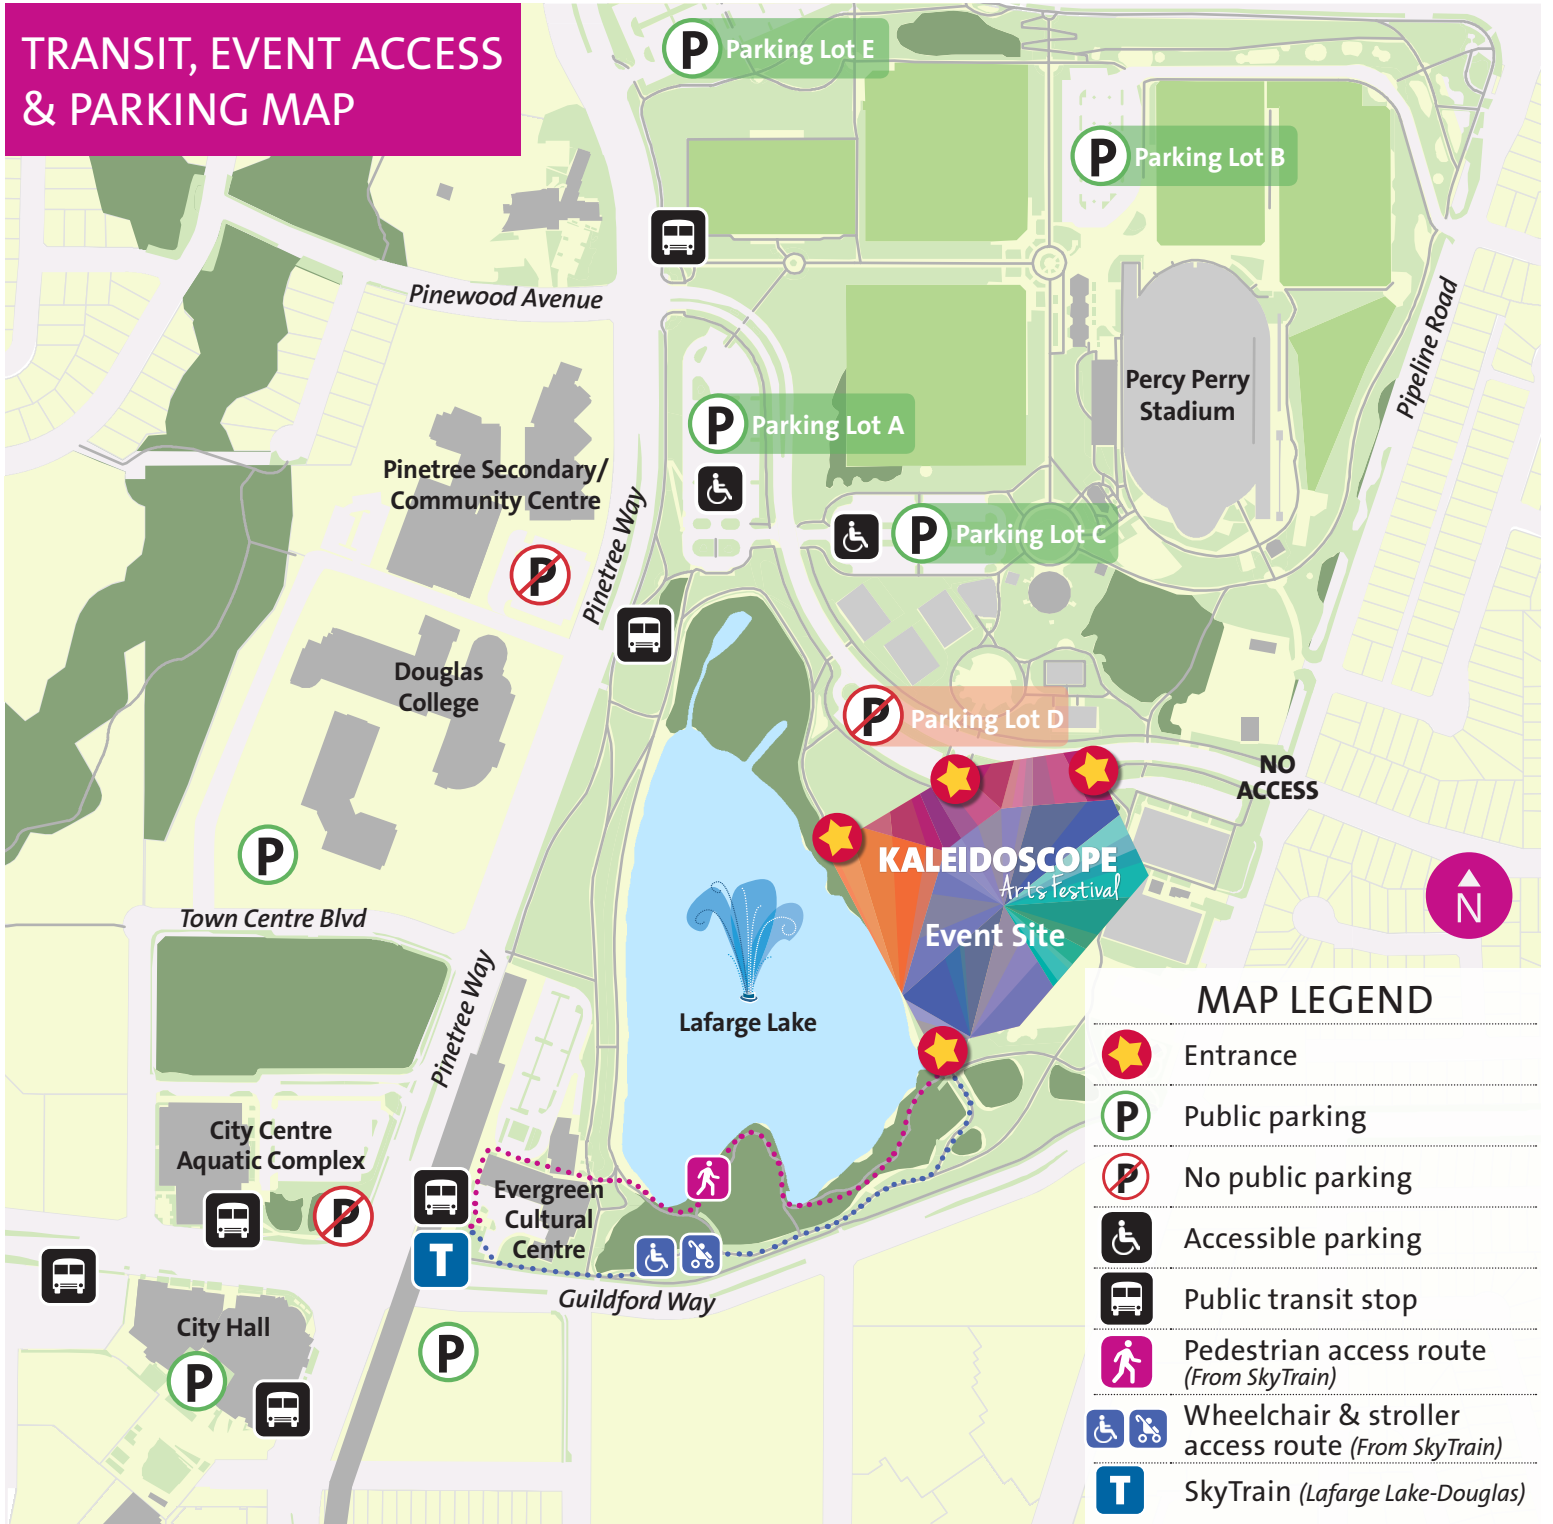 TRANSIT, EVENT ACCESS
& PARKING MAP
P Parking Lot E
P Parking Lot B
Pinewood Avenue
Pipeline Road
Percy Perry
Stadium
P Parking Lot A
Pinetree Secondary/
Community Centre
P Parking Lot C
P
Pinetree Way
Douglas
College
P Parking Lot D
NO
ACCESS
P
KALEIDOSCOPE
Arts Festival
Event Site
Town Centre Blvd
N
Pinetree Way
Lafarge Lake
City Centre
Aquatic Complex
P
Evergreen
Cultural
Centre
T
Guildford Way
City Hall
P
P
MAP LEGEND
Entrance
P Public parking
P No public parking
Accessible parking
Public transit stop
Pedestrian access route
(From SkyTrain)
Wheelchair & stroller
access route (From SkyTrain)
T SkyTrain (Lafarge Lake-Douglas)